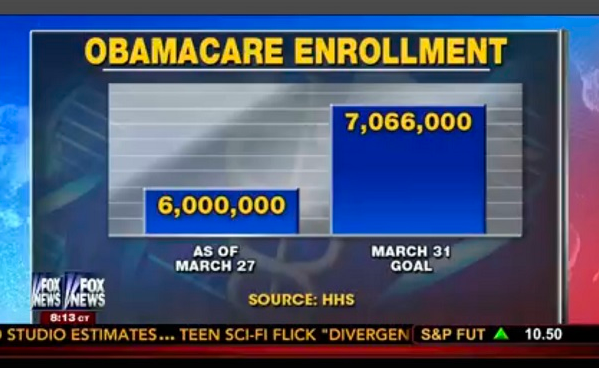 OBAMACARE ENROLLMENT
7,066,000
6,000,000
AS OF
MARCH 27
MARCH 31
GOAL
SOURCE: HHS
FOX
NEWS
FOX
NEWS
8:13 CT
STUDIO ESTIMATES... TEEN SCI-FI FLICK "DIVERGEN
S&P FUT ▲ 10.50